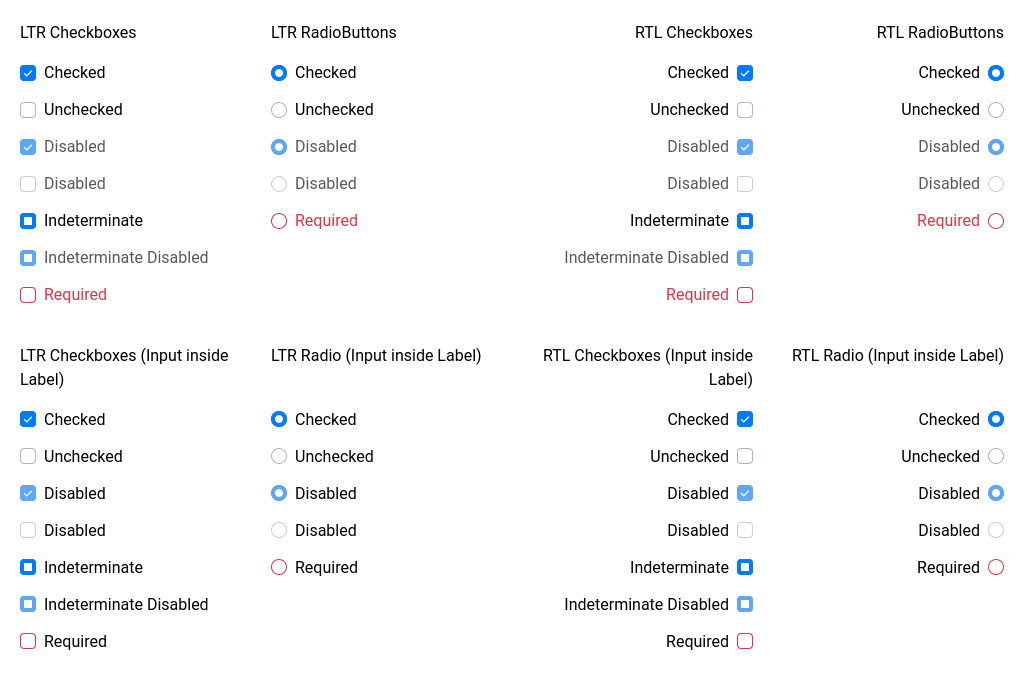 LTR Checkboxes
Checked
Unchecked
Disabled
Disabled
Indeterminate
Indeterminate Disabled
Required
LTR RadioButtons
Checked
Unchecked
Disabled
Disabled
Required
RTL Checkboxes
Checked
Unchecked
Disabled
Disabled
Indeterminate
Indeterminate Disabled
Required
RTL RadioButtons
Checked
Unchecked
Disabled
Disabled
Required
LTR Checkboxes (Input inside
Label)
Checked
Unchecked
Disabled
Disabled
Indeterminate
Indeterminate Disabled
Required
LTR Radio (Input inside Label)
Checked
Unchecked
Disabled
Disabled
Required
RTL Checkboxes (Input inside
Label)
Checked
Unchecked
Disabled
Disabled
Indeterminate
Indeterminate Disabled
Required
RTL Radio (Input inside Label)
Checked
Unchecked
Disabled
Disabled
Required